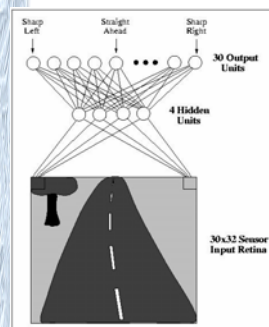 Sharp Left
Straight Ahead
Sharp Right
30 Output Units
4 Hidden Units
30x32 Sensor Input Retina